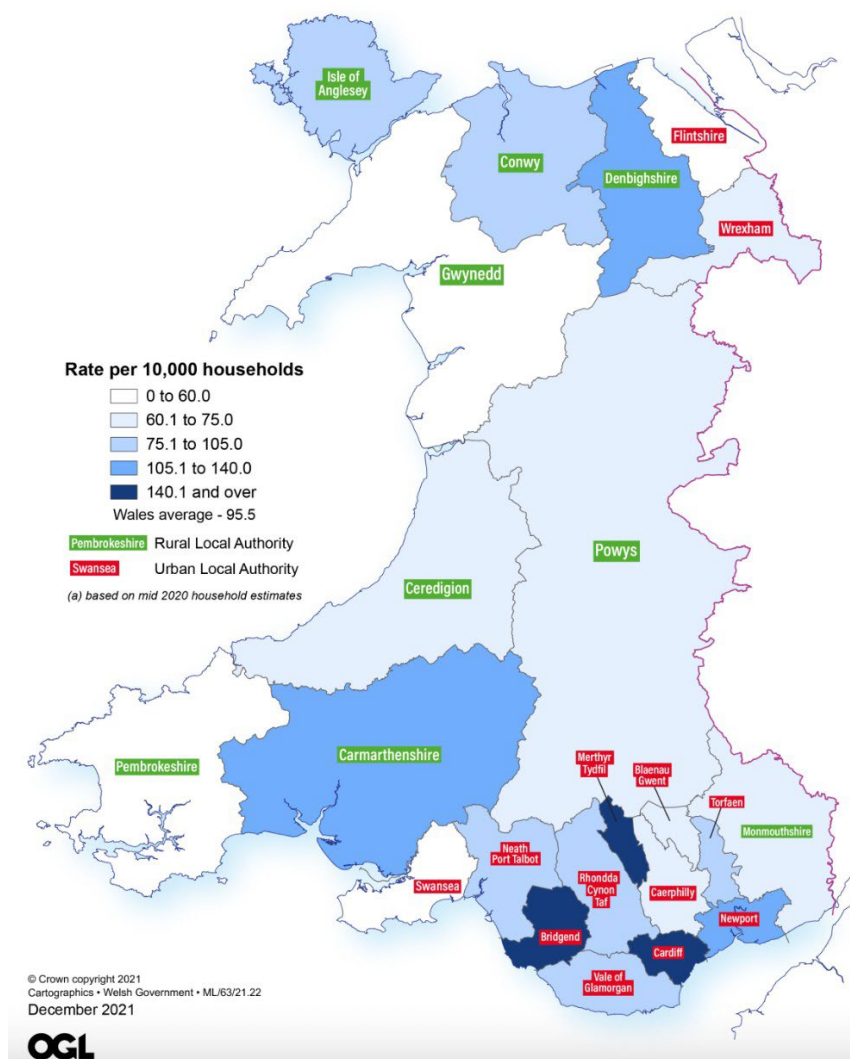 Isle of
Anglesey
Flintshire
Conwy
Denbighshire
Wrexham
Gwynedd
Rate per 10,000 households
0 to 60.0
60.1 to 75.0
75.1 to 105.0
105.1 to 140.0
140.1 and over
Wales average - 95.5
Pembrokeshire Rural Local Authority
Swansea Urban Local Authority
(a) based on mid 2020 household estimates
Powys
Ceredigion
Carmarthenshire
Pembrokeshire
Merthyr
Tydfil
Blaenau
Gwent
Torfaen
Monmouthshire
Neath
Port Talbot
Swansea
Rhondda
Cynon
Taf
Caerphilly
Newport
Bridgend
Cardiff
Vale of
Glamorgan
© Crown copyright 2021
Cartographics • Welsh Government • ML/63/21.22
December 2021
OGL